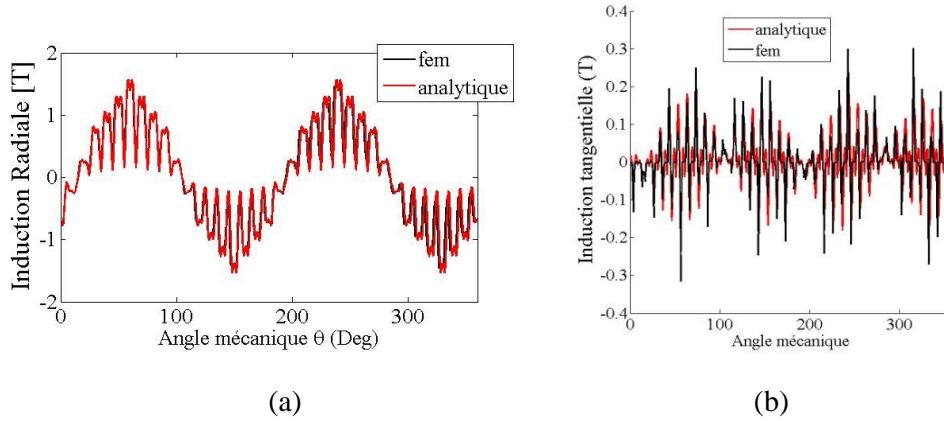 fem
analytique
Induction Radiale [T]
2
1
0
-1
-2
0
100
200
300
Angle mécanique θ (Deg)
(a)
analytique
fem
Induction tangentielle (T)
0.4
0.3
0.2
0.1
0
-0.1
-0.2
-0.3
-0.4
0
100
200
300
Angle mécanique
(b)